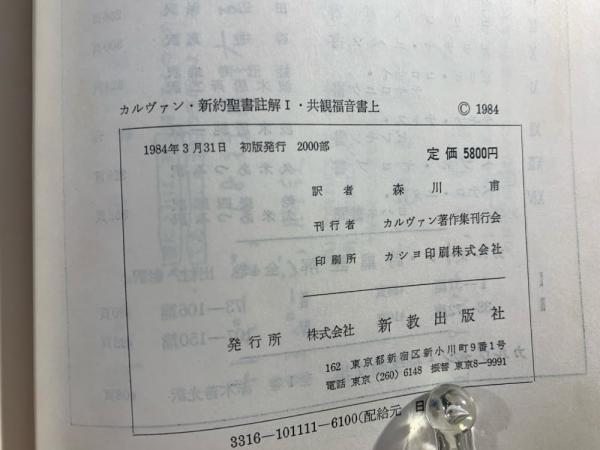 カルヴァン・新約聖書註解Ⅰ・共観福音書上 © 1984
1984年3月31日 初版発行 2000部 定価 5800円
訳者 森川甫
刊行者 カルヴァン著作集刊行会
印刷所 カショ印刷株式会社
発行所 株式会社 新教出版社
162 東京都新宿区新小川町9番1号
電話 東京 (260) 6148 振替 東京8-9991
3316-101111-6100(配給元 日